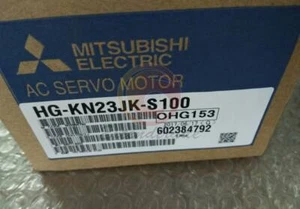 MITSUBISHI
ELECTRIC
AC SERVO MOTOR
HG-KN23JK-S100
OHG153
602384792